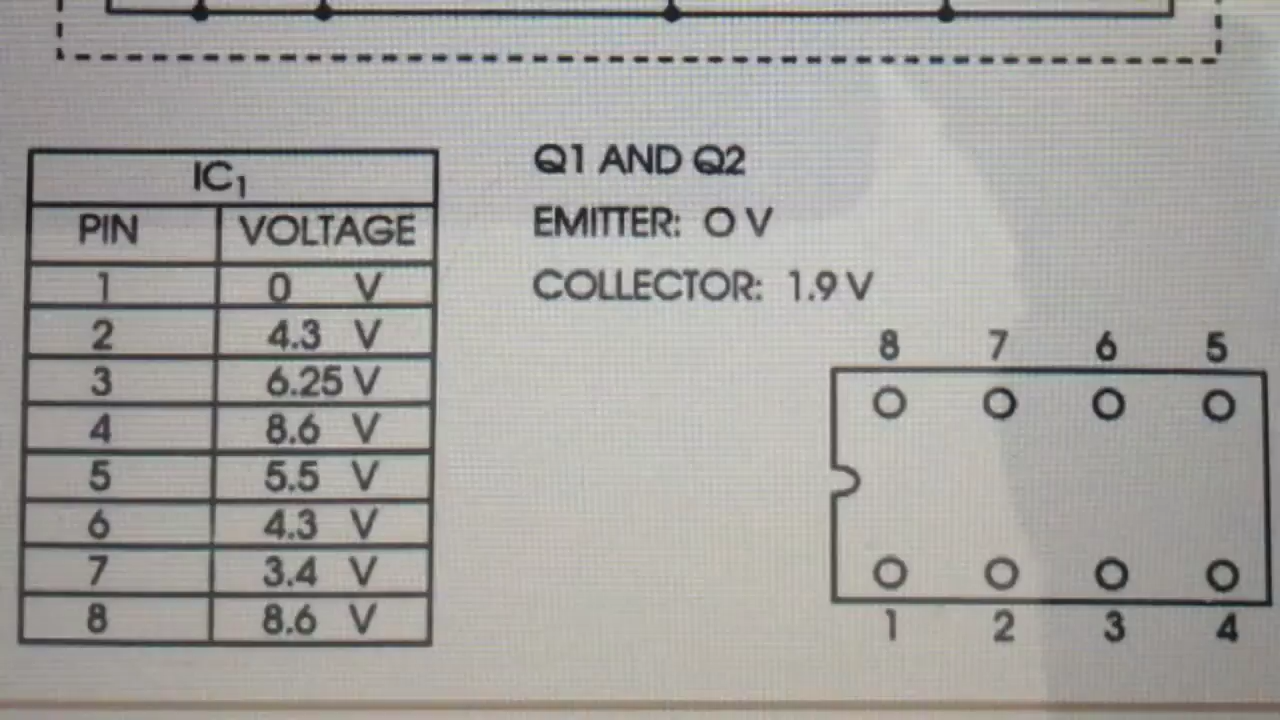 IC1
PIN VOLTAGE
1 0 V
2 4.3 V
3 6.25 V
4 8.6 V
5 5.5 V
6 4.3 V
7 3.4 V
8 8.6 V
Q1 AND Q2
EMITTER: O V
COLLECTOR: 1.9 V
8 7 6 5
1 2 3 4